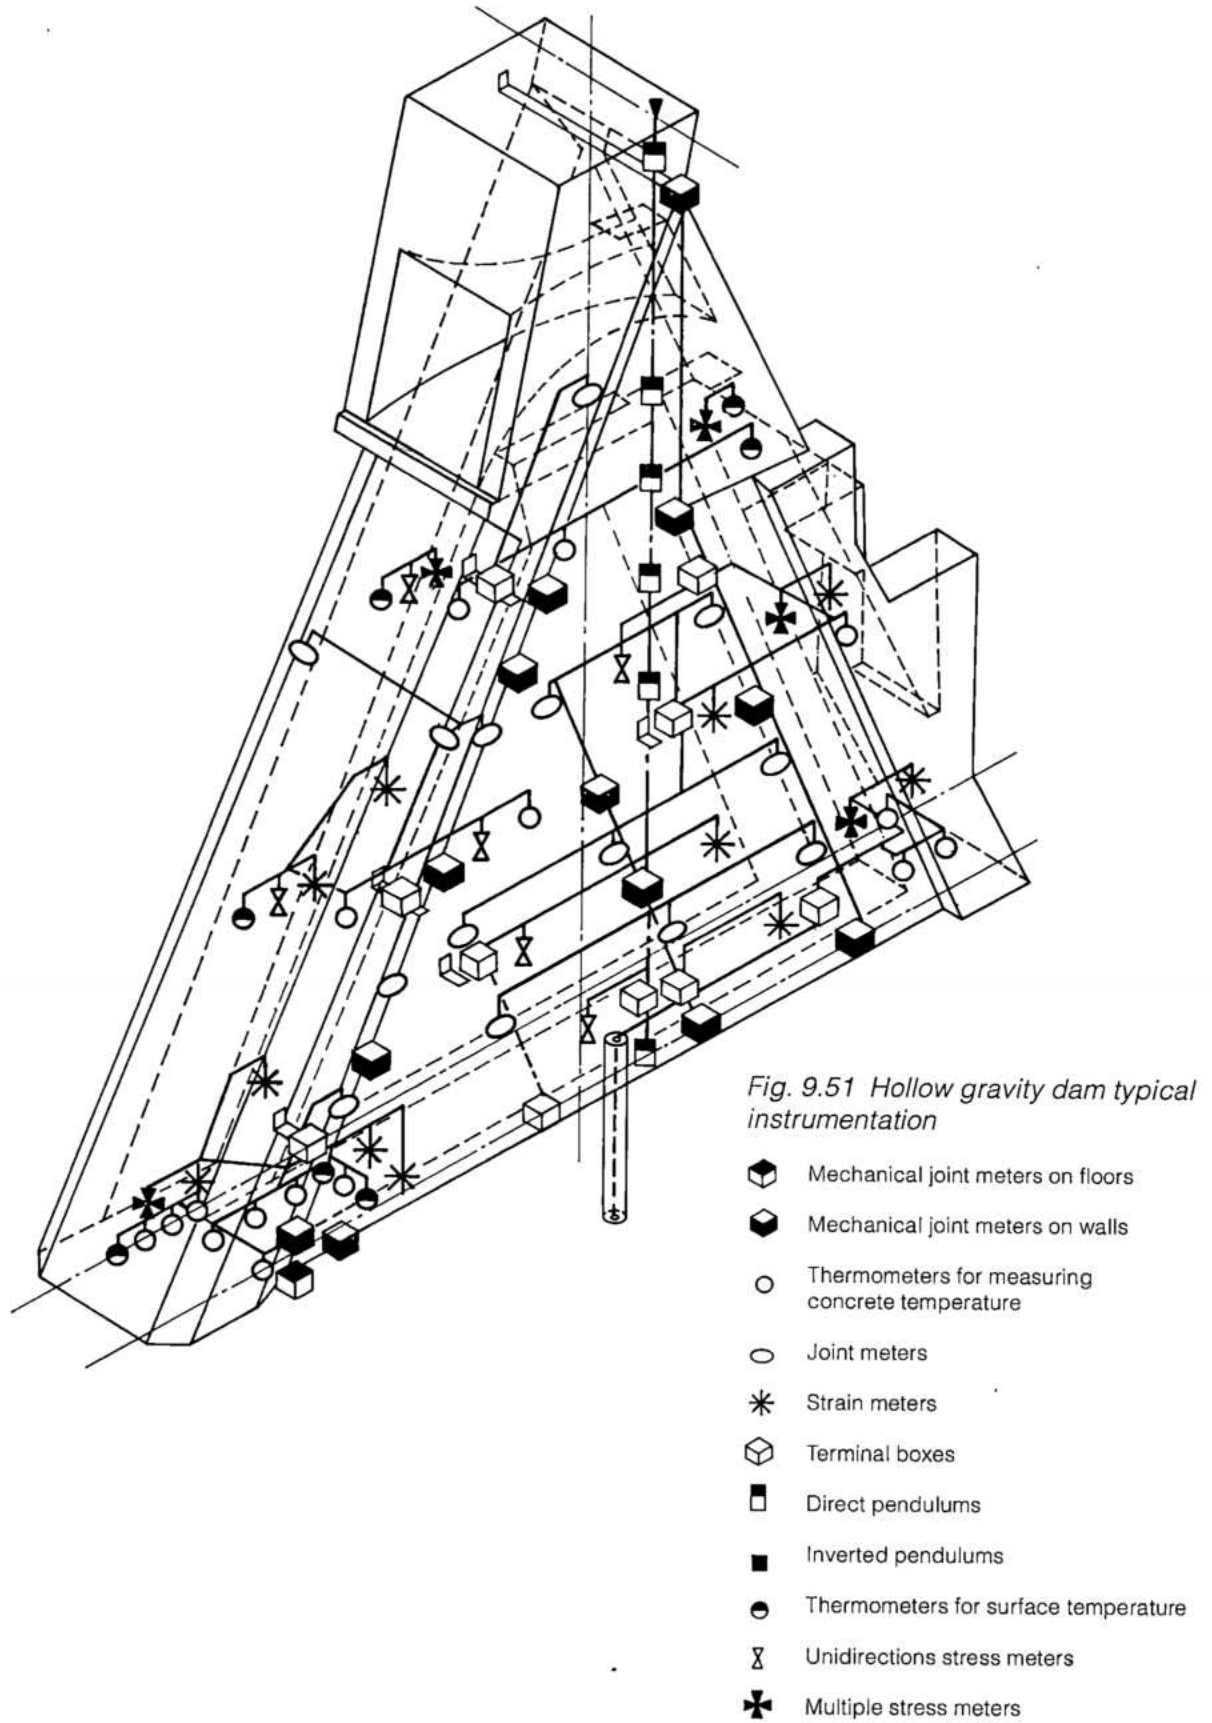 Fig. 9.51 Hollow gravity dam typical
instrumentation
Mechanical joint meters on floors
Mechanical joint meters on walls
Thermometers for measuring
concrete temperature
Joint meters
Strain meters
Terminal boxes
Direct pendulums
Inverted pendulums
Thermometers for surface temperature
Unidirections stress meters
Multiple stress meters